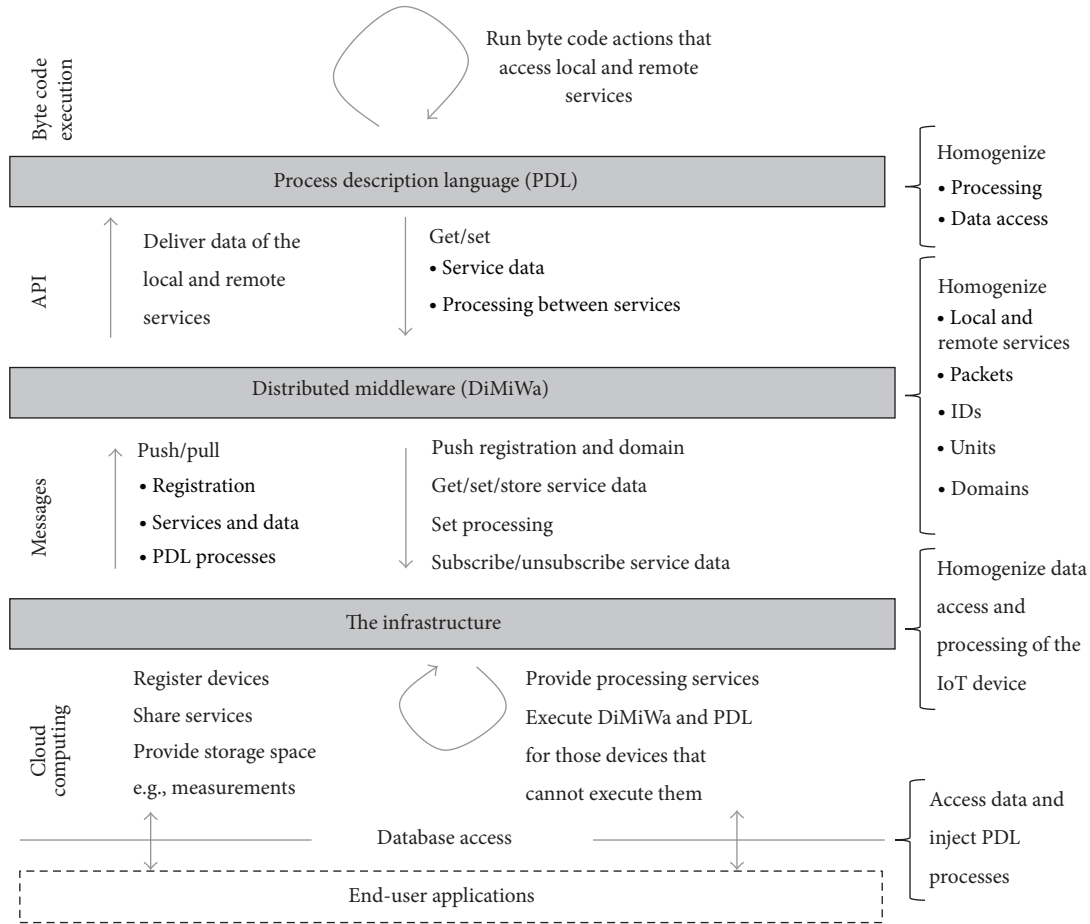 Byte code
execution
Run byte code actions that
access local and remote
services
Process description language (PDL)
Homogenize
• Processing
• Data access
API
Deliver data of the
local and remote
services
Get/set
• Service data
• Processing between services
Distributed middleware (DiMiWa)
Homogenize
• Local and
remote services
• Packets
• IDs
• Units
• Domains
Messages
Push/pull
• Registration
• Services and data
• PDL processes
Push registration and domain
Get/set/store service data
Set processing
Subscribe/unsubscribe service data
The infrastructure
Homogenize data
access and
processing of the
IoT device
Cloud
computing
Register devices
Share services
Provide storage space
e.g., measurements
Provide processing services
Execute DiMiWa and PDL
for those devices that
cannot execute them
Database access
Access data and
inject PDL
processes
End-user applications